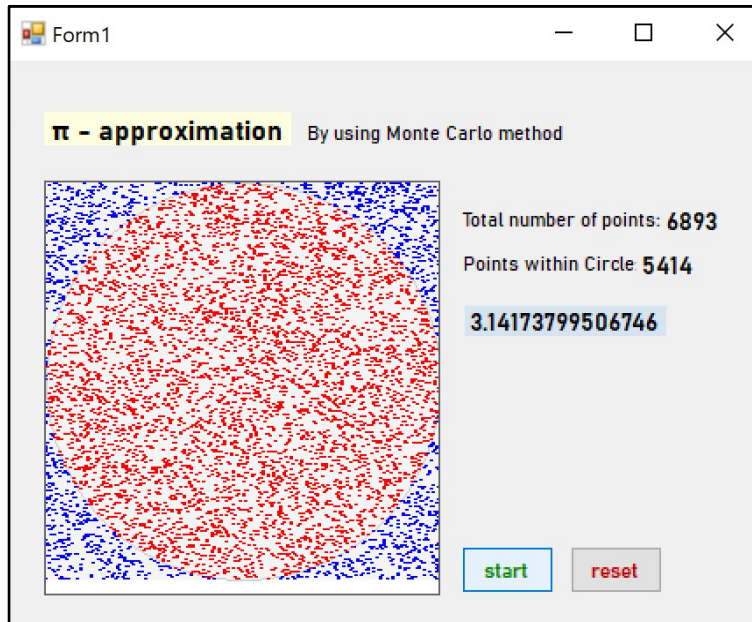 Form1
π - approximation By using Monte Carlo method
Total number of points: 6893
Points within Circle 5414
3.14173799506746
start reset